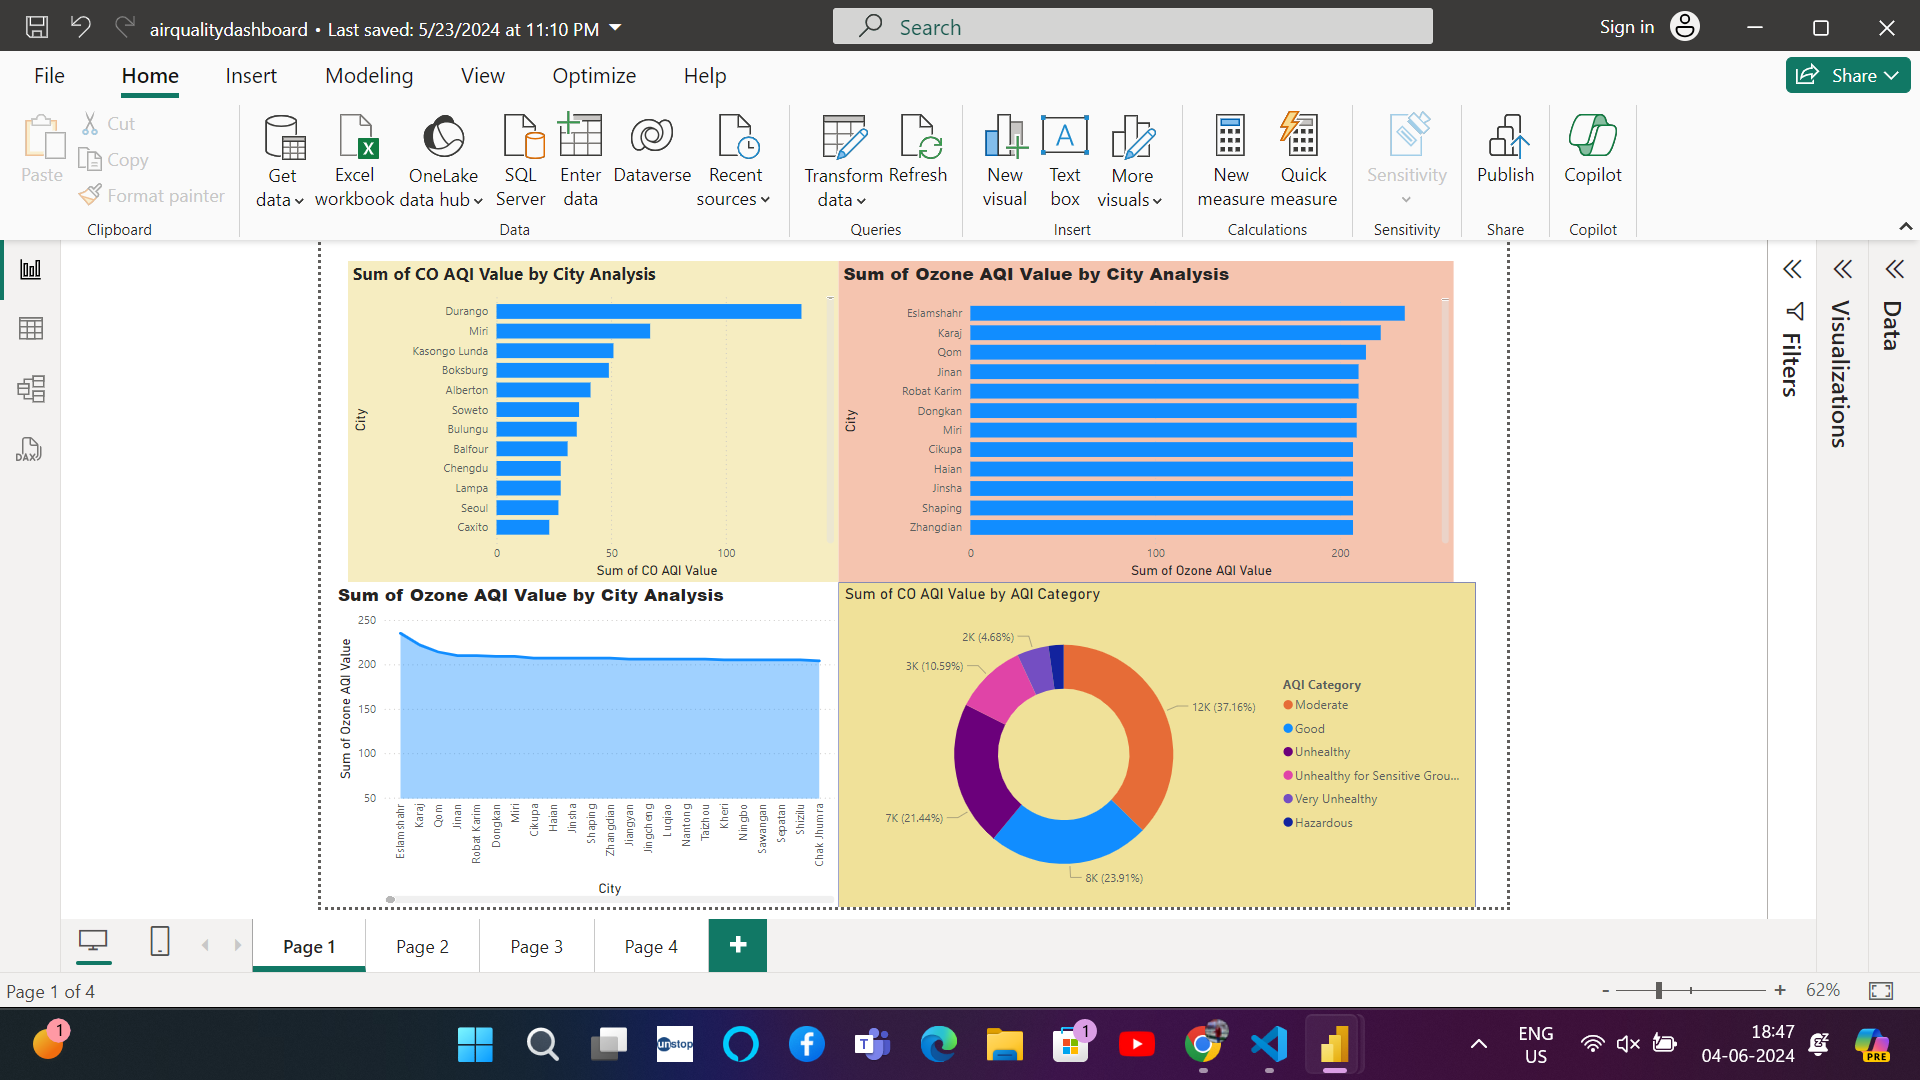 airqualitydashboard • Last saved: 5/23/2024 at 11:10 PM
Search
Sign in
File
Home
Insert
Modeling
View
Optimize
Help
Share
Paste
Cut
Copy
Format painter
Clipboard
Get data
Excel workbook
OneLake data hub
SQL Server
Enter data
Dataverse
Recent sources
Data
Transform data
Refresh
Queries
New visual
A
Text box
More visuals
Insert
New measure
Quick measure
Calculations
Sensitivity
Sensitivity
Publish
Share
Copilot
Copilot
DAX
Sum of CO AQI Value by City Analysis
City
Durango
Miri
Kasongo Lunda
Boksburg
Alberton
Soweto
Bulungu
Balfour
Chengdu
Lampa
Seoul
Caxito
0
50
100
Sum of CO AQI Value
Sum of Ozone AQI Value by City Analysis
City
Eslamshahr
Karaj
Qom
Jinan
Robat Karim
Dongkan
Miri
Cikupa
Haian
Jinsha
Shaping
Zhangdian
0
100
200
Sum of Ozone AQI Value
Sum of Ozone AQI Value by City Analysis
Sum of Ozone AQI Value
250
200
150
100
50
Eslamshahr
Karaj
Qom
Jinan
Robat Karim
Dongkan
Miri
Cikupa
Haian
Jinsha
Shaping
Zhangdian
Jiangyan
Jingcheng
Luqiao
Nantong
Taizhou
Kheri
Ningbo
Sawangan
Sepatan
Shizilu
Chak Jhumra
City
Sum of CO AQI Value by AQI Category
2K (4.68%)
3K (10.59%)
12K (37.16%)
7K (21.44%)
8K (23.91%)
AQI Category
Moderate
Good
Unhealthy
Unhealthy for Sensitive Grou...
Very Unhealthy
Hazardous
Filters
Visualizations
Data
Page 1
Page 2
Page 3
Page 4
+
Page 1 of 4
- + 62%
1
unstop
T
1
ENG
US
18:47
04-06-2024
PRE